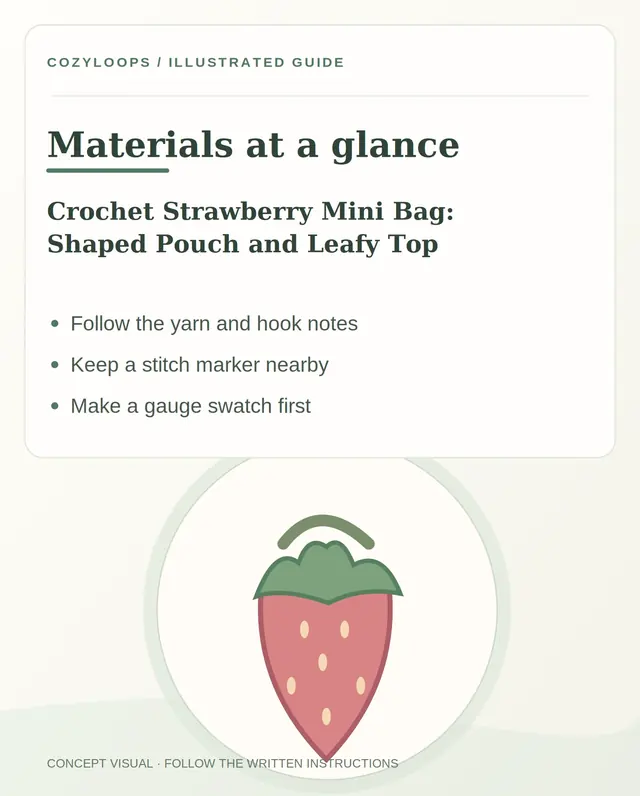 COZYLOOPS / ILLUSTRATED GUIDE
Materials at a glance
Crochet Strawberry Mini Bag:
Shaped Pouch and Leafy Top
• Follow the yarn and hook notes
• Keep a stitch marker nearby
• Make a gauge swatch first
CONCEPT VISUAL · FOLLOW THE WRITTEN INSTRUCTIONS